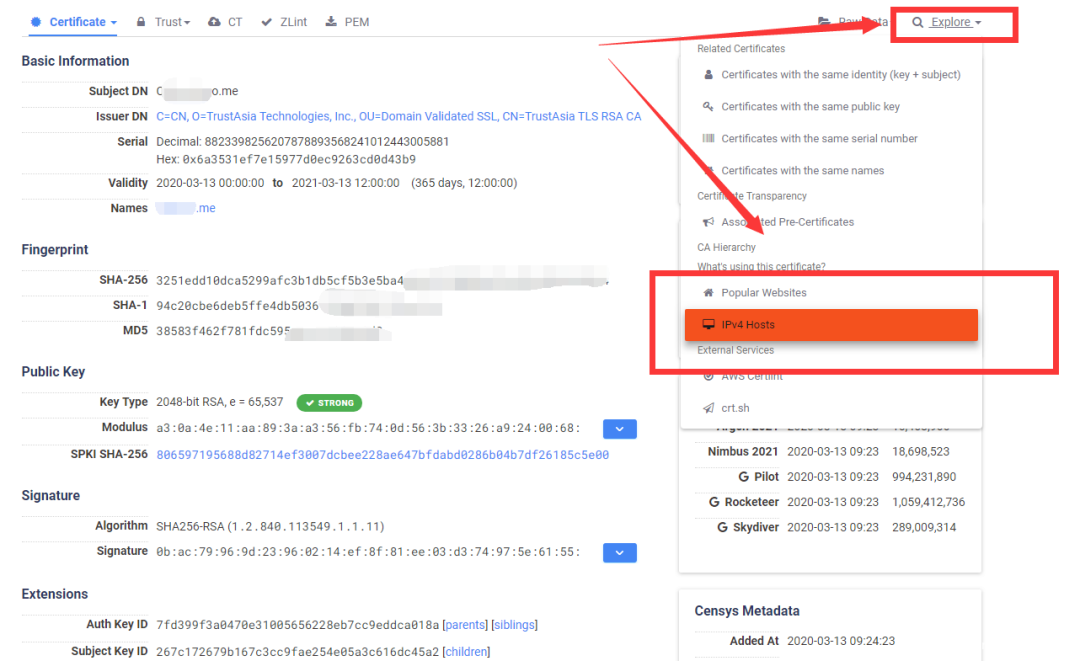 Certificate Trust CT ZLint PEM Raw Data Explore
Basic Information
Subject DN C o.me
Issuer DN C=CN, O=TrustAsia Technologies, Inc., OU=Domain Validated SSL, CN=TrustAsia TLS RSA CA
Serial Decimal: 88233982562078788935682410124430058​81
Hex: 0x6a3531ef7e15977d0ec9263cd0d43b9
Validity 2020-03-13 00:00:00 to 2021-03-13 12:00:00 (365 days, 12:00:00)
Names .me
Fingerprint
SHA-256 3251edd10dca5299afc3b1db5cf5b3e5ba4
SHA-1 94c20cbe6deb5ffe4db5036
MD5 38583f462f781fdc595
Public Key
Key Type 2048-bit RSA, e = 65,537 STRONG
Modulus a3:0a:4e:11:aa:89:3a:a3:56:fb:74:0d:56:3b:33:26:a9:24:00:68:
SPKI SHA-256 806597195688d82714ef3007dcbee228ae647bfdabd0286b04b7df26185c5e00
Signature
Algorithm SHA256-RSA (1.2.840.113549.1.1.11)
Signature 0b:ac:79:96:9d:23:96:02:14:ef:8f:81:ee:03:d3:74:97:5e:61:55:
Extensions
Auth Key ID 7fd399f3a0470e31005656228eb7cc9eddca018a [parents] [siblings]
Subject Key ID 267c172679b167c3cc9fae254e05a3c616dc45a2 [children]
Related Certificates
Certificates with the same identity (key + subject)
Certificates with the same public key
Certificates with the same serial number
Certificates with the same names
Certificate Transparency
Associated Pre-Certificates
CA Hierarchy
What's using this certificate?
Popular Websites
IPv4 Hosts
External Services
AWS Certlint
crt.sh
Argon 2021 2020-03-13 09:23
Nimbus 2021 2020-03-13 09:23 18,698,523
Pilot 2020-03-13 09:23 994,231,890
Rocketeer 2020-03-13 09:23 1,059,412,736
Skydiver 2020-03-13 09:23 289,009,314
Censys Metadata
Added At 2020-03-13 09:24:23